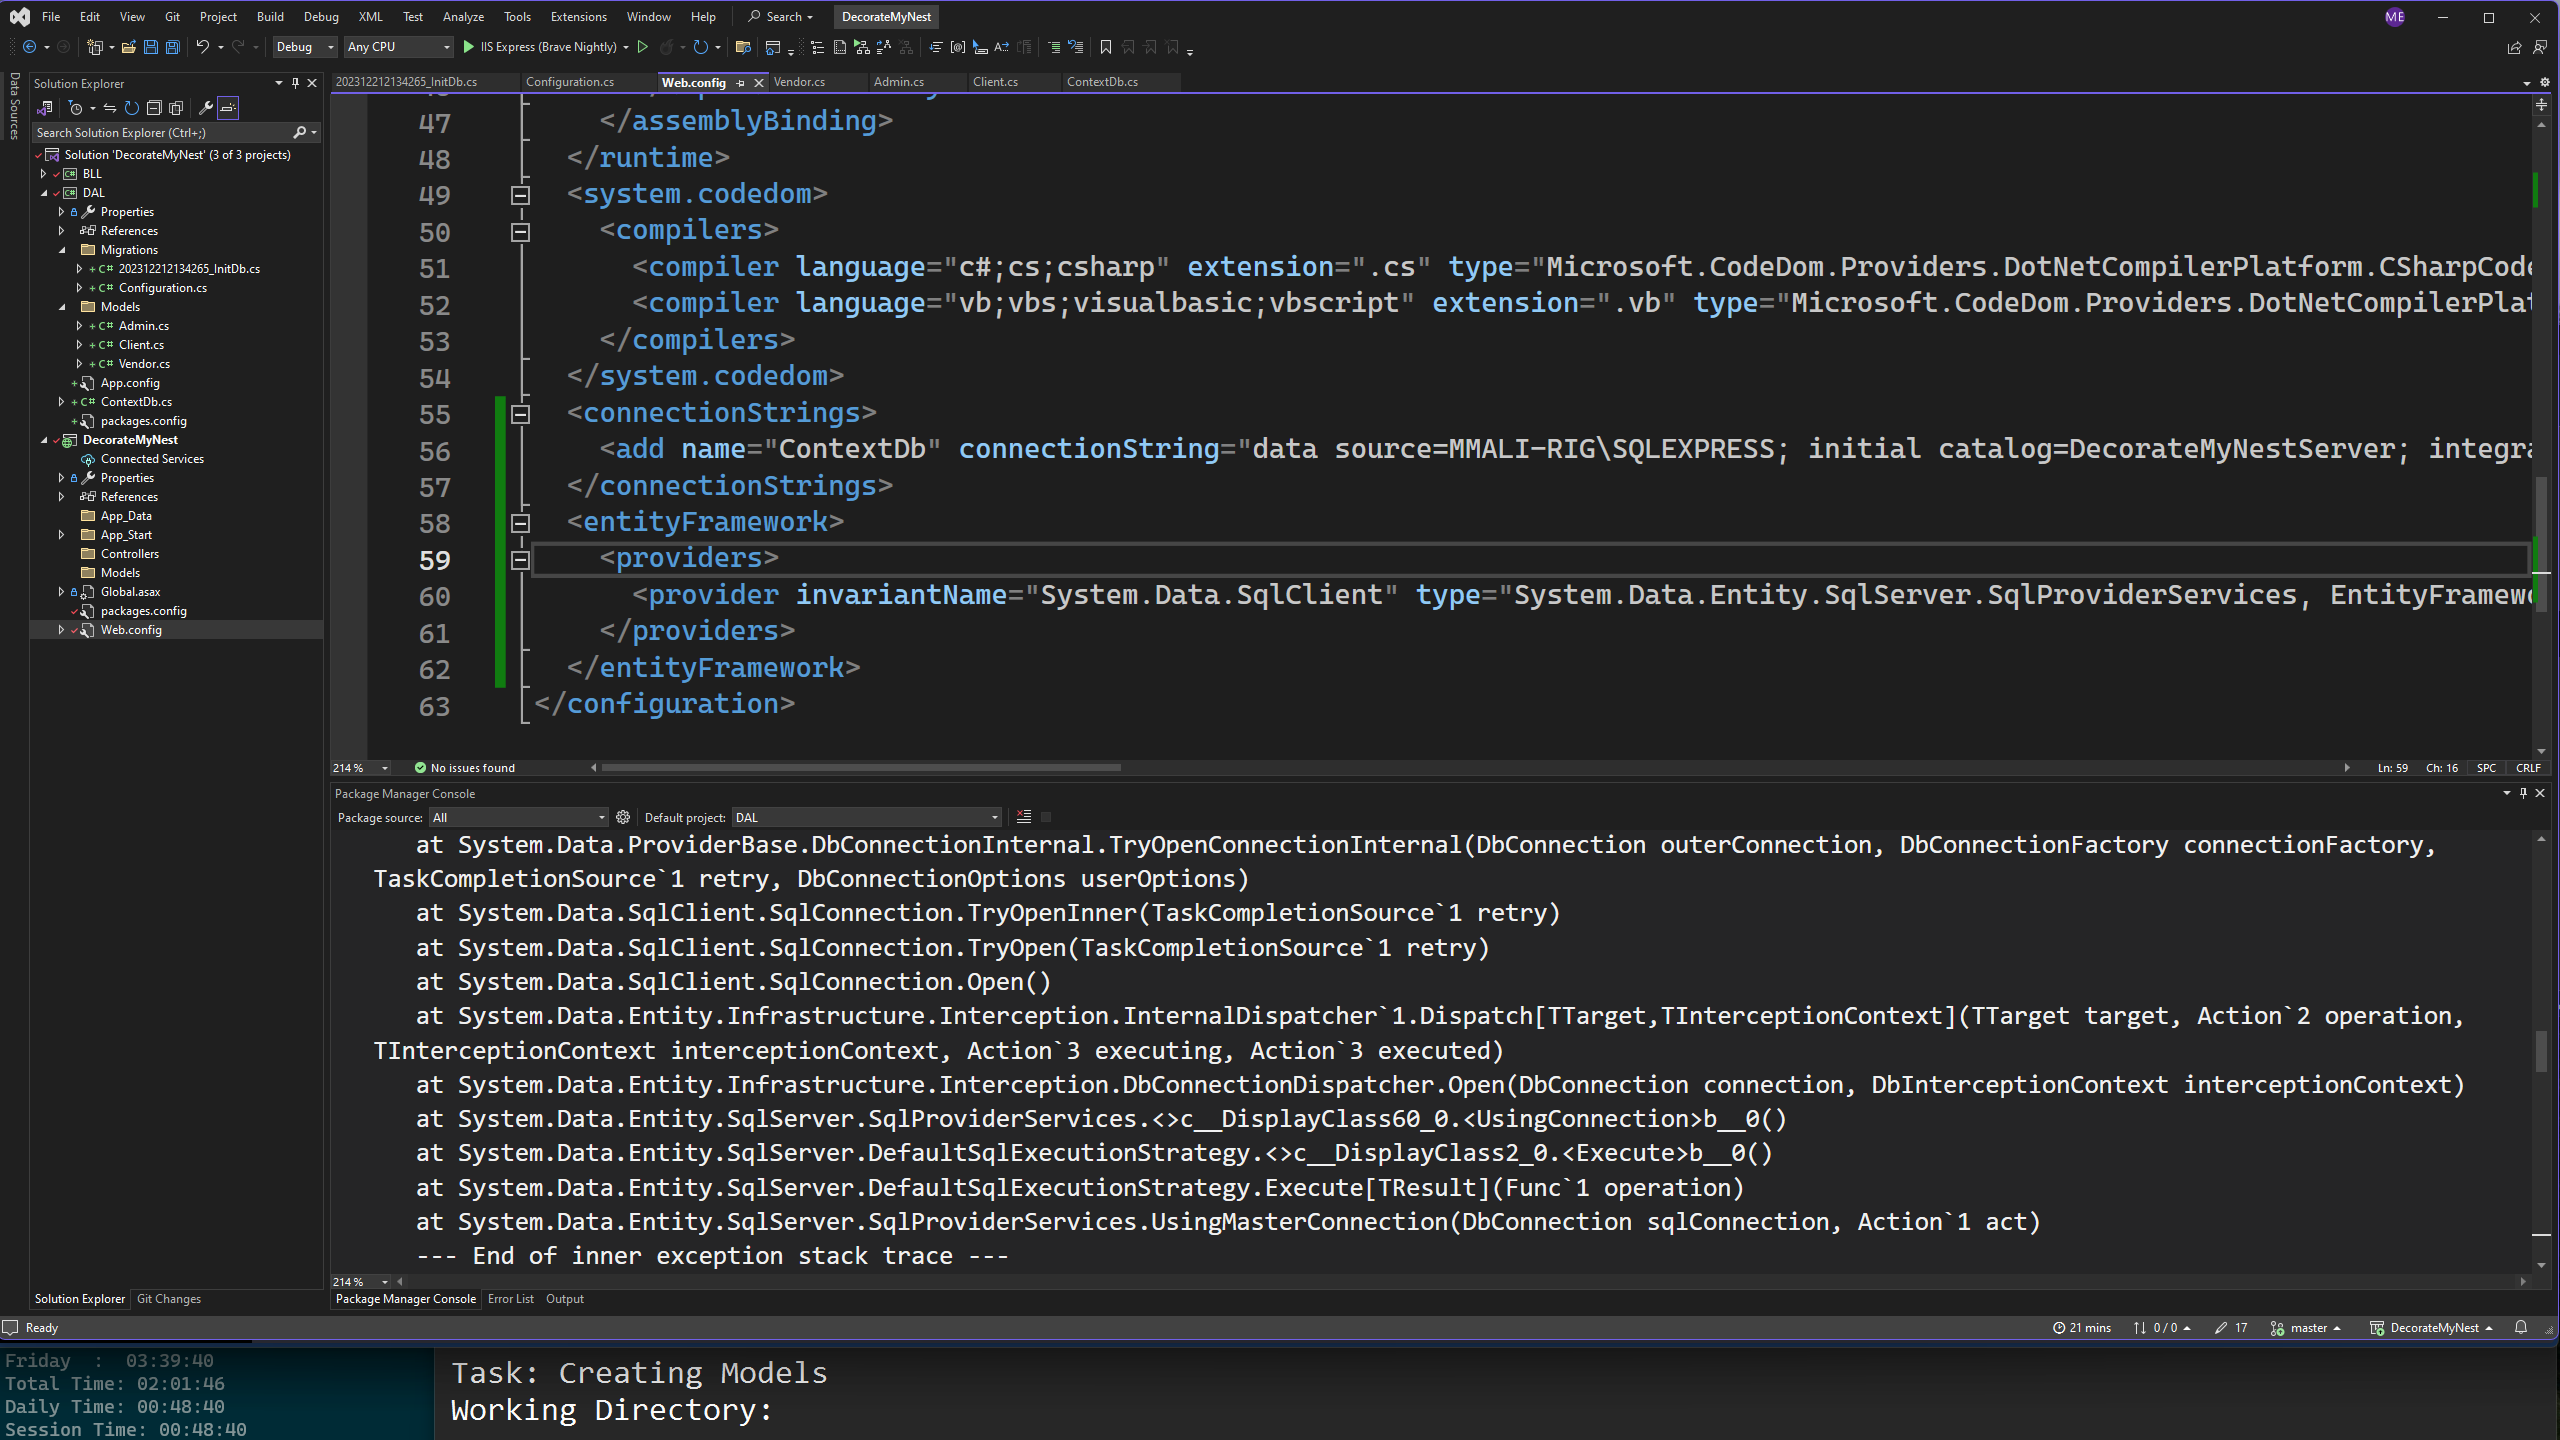 File Edit View Git Project Build Debug XML Test Analyze Tools Extensions Window Help Search DecorateMyNest ME
Debug Any CPU IIS Express (Brave Nightly)
Data Sources
Solution Explorer
Search Solution Explorer (Ctrl+;)
Solution 'DecorateMyNest' (3 of 3 projects)
BLL
DAL
Properties
References
Migrations
202312212134265_InitDb.cs
Configuration.cs
Models
Admin.cs
Client.cs
Vendor.cs
App.config
ContextDb.cs
packages.config
DecorateMyNest
Connected Services
Properties
References
App_Data
App_Start
Controllers
Models
Global.asax
packages.config
Web.config
Solution Explorer Git Changes
202312212134265_InitDb.cs Configuration.cs Web.config Vendor.cs Admin.cs Client.cs ContextDb.cs
47 </assemblyBinding>
48 </runtime>
49 <system.codedom>
50 <compilers>
51 <compiler language="c#;cs;csharp" extension=".cs" type="Microsoft.CodeDom.Providers.DotNetCompilerPlatform.CSharpCode
52 <compiler language="vb;vbs;visualbasic;vbscript" extension=".vb" type="Microsoft.CodeDom.Providers.DotNetCompilerPlat
53 </compilers>
54 </system.codedom>
55 <connectionStrings>
56 <add name="ContextDb" connectionString="data source=MMALI-RIG\SQLEXPRESS; initial catalog=DecorateMyNestServer; integra
57 </connectionStrings>
58 <entityFramework>
59 <providers>
60 <provider invariantName="System.Data.SqlClient" type="System.Data.Entity.SqlServer.SqlProviderServices, EntityFramewo
61 </providers>
62 </entityFramework>
63 </configuration>
214 % No issues found Ln: 59 Ch: 16 SPC CRLF
Package Manager Console
Package source: All Default project: DAL
at System.Data.ProviderBase.DbConnectionInternal.TryOpenConnectionInternal(DbConnection outerConnection, DbConnectionFactory connectionFactory,
TaskCompletionSource`1 retry, DbConnectionOptions userOptions)
at System.Data.SqlClient.SqlConnection.TryOpenInner(TaskCompletionSource`1 retry)
at System.Data.SqlClient.SqlConnection.TryOpen(TaskCompletionSource`1 retry)
at System.Data.SqlClient.SqlConnection.Open()
at System.Data.Entity.Infrastructure.Interception.InternalDispatcher`1.Dispatch[TTarget,TInterceptionContext](TTarget target, Action`2 operation,
TInterceptionContext interceptionContext, Action`3 executing, Action`3 executed)
at System.Data.Entity.Infrastructure.Interception.DbConnectionDispatcher.Open(DbConnection connection, DbInterceptionContext interceptionContext)
at System.Data.Entity.SqlServer.SqlProviderServices.<>c__DisplayClass60_0.<UsingConnection>b__0()
at System.Data.Entity.SqlServer.DefaultSqlExecutionStrategy.<>c__DisplayClass2_0.<Execute>b__0()
at System.Data.Entity.SqlServer.DefaultSqlExecutionStrategy.Execute[TResult](Func`1 operation)
at System.Data.Entity.SqlServer.SqlProviderServices.UsingMasterConnection(DbConnection sqlConnection, Action`1 act)
--- End of inner exception stack trace ---
214 %
Package Manager Console Error List Output
Ready 21 mins 0 / 0 17 master DecorateMyNest
Friday : 03:39:40
Total Time: 02:01:46
Daily Time: 00:48:40
Session Time: 00:48:40
Task: Creating Models
Working Directory: